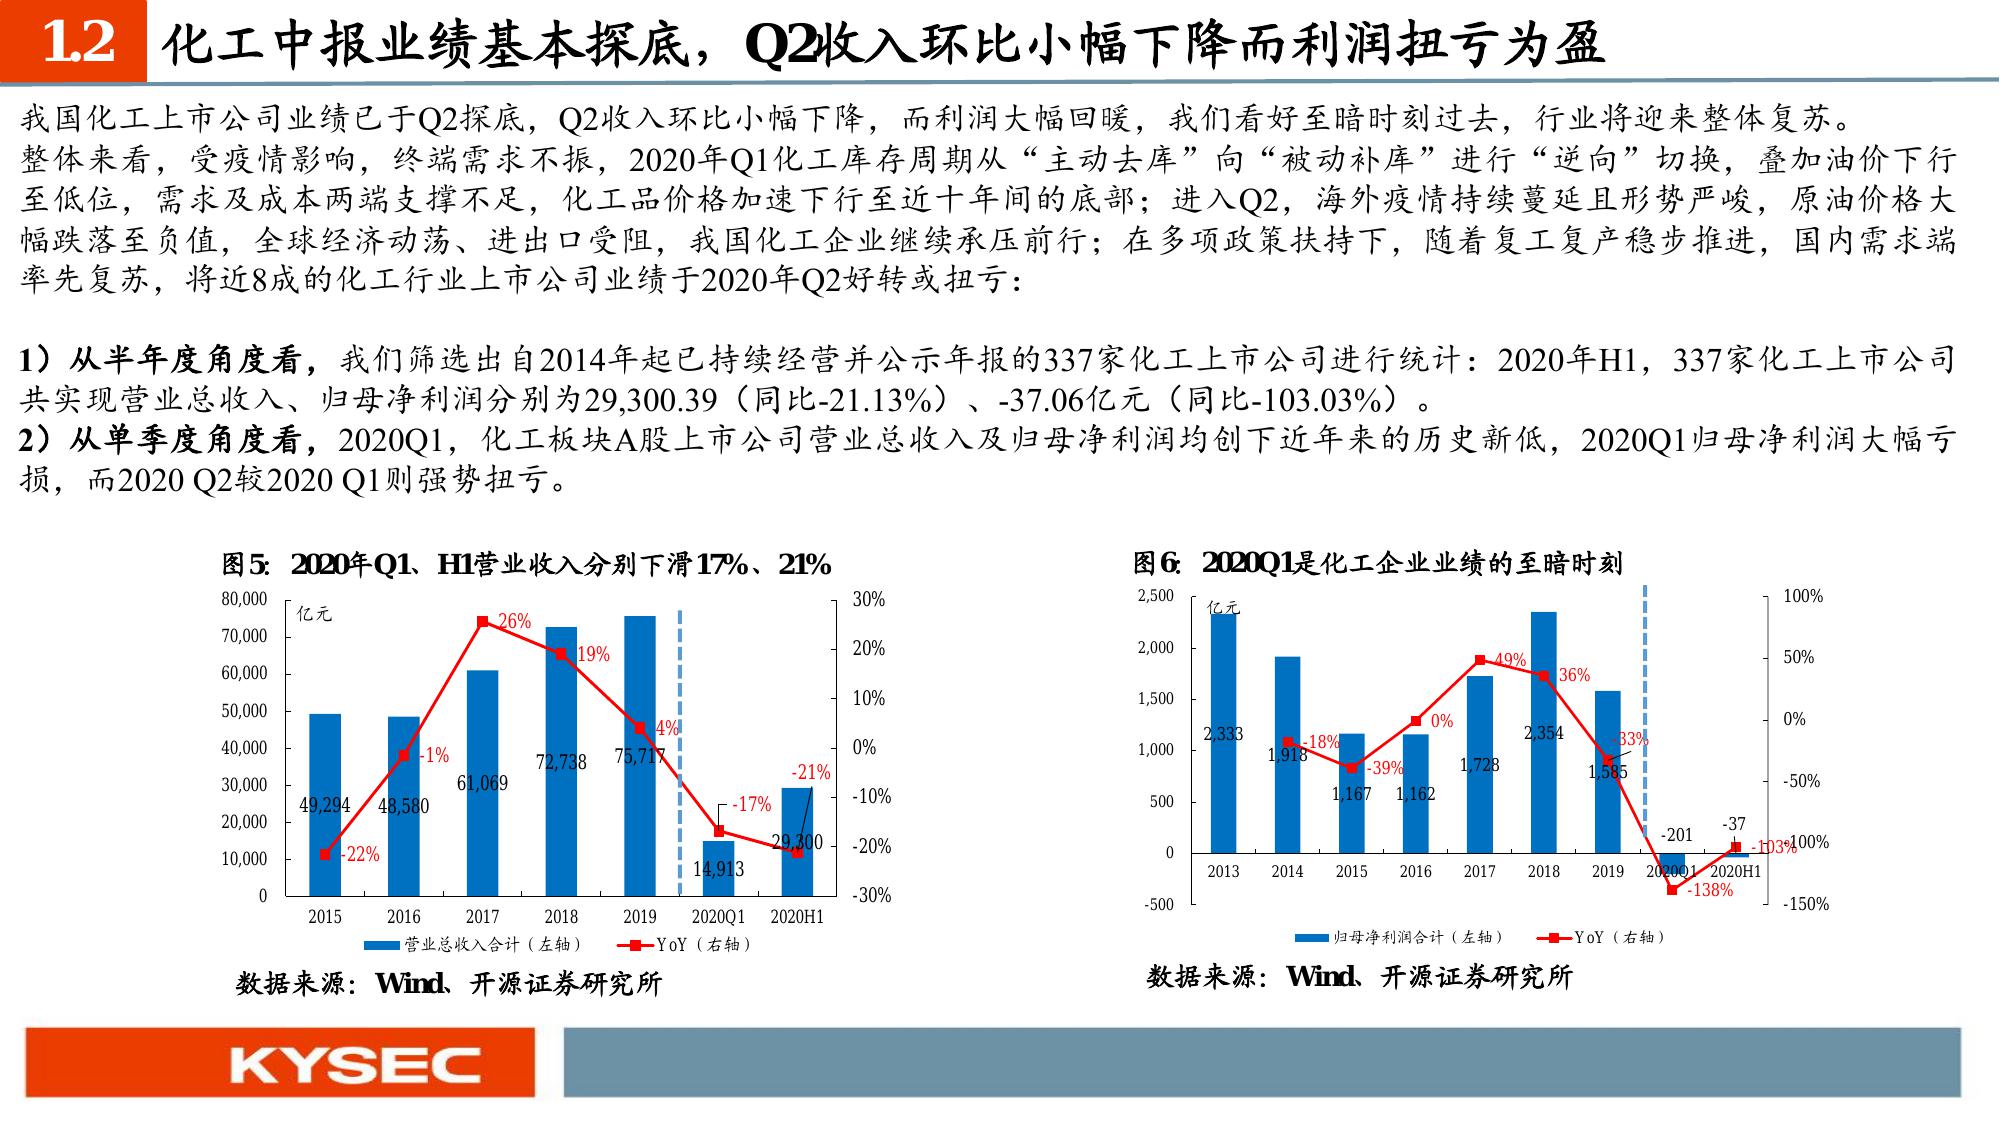 1.2 化工中报业绩基本探底，Q2收入环比小幅下降而利润扭亏为盈
我国化工上市公司业绩已于Q2探底，Q2收入环比小幅下降，而利润大幅回暖，我们看好至暗时刻过去，行业将迎来整体复苏。
整体来看，受疫情影响，终端需求不振，2020年Q1化工库存周期从“主动去库”向“被动补库”进行“逆向”切换，叠加油价下行
至低位，需求及成本两端支撑不足，化工品价格加速下行至近十年间的底部；进入Q2，海外疫情持续蔓延且形势严峻，原油价格大
幅跌落至负值，全球经济动荡、进出口受阻，我国化工企业继续承压前行；在多项政策扶持下，随着复工复产稳步推进，国内需求端
率先复苏，将近8成的化工行业上市公司业绩于2020年Q2好转或扭亏：
1）从半年度角度看，我们筛选出自2014年起已持续经营并公示年报的337家化工上市公司进行统计：2020年H1，337家化工上市公司
共实现营业总收入、归母净利润分别为29,300.39（同比-21.13%）、-37.06亿元（同比-103.03%）。
2）从单季度角度看，2020Q1，化工板块A股上市公司营业总收入及归母净利润均创下近年来的历史新低，2020Q1归母净利润大幅亏
损，而2020 Q2较2020 Q1则强势扭亏。
图5：2020年Q1、H1营业收入分别下滑17%、21%
亿元
80,000
70,000
60,000
50,000
40,000
30,000
20,000
10,000
0
30%
20%
10%
0%
-10%
-20%
-30%
49,294
48,580
61,069
72,738
75,717
14,913
29,300
-22%
-1%
26%
19%
4%
-17%
-21%
2015 2016 2017 2018 2019 2020Q1 2020H1
营业总收入合计（左轴） YoY（右轴）
数据来源：Wind、开源证券研究所
图6：2020Q1是化工企业业绩的至暗时刻
亿元
2,500
2,000
1,500
1,000
500
0
-500
100%
50%
0%
-50%
-100%
-150%
2,333
1,918
1,167
1,162
1,728
2,354
1,585
-201
-37
-18%
-39%
0%
49%
36%
-33%
-138%
-103%
2013 2014 2015 2016 2017 2018 2019 2020Q1 2020H1
归母净利润合计（左轴） YoY（右轴）
数据来源：Wind、开源证券研究所
KYSEC